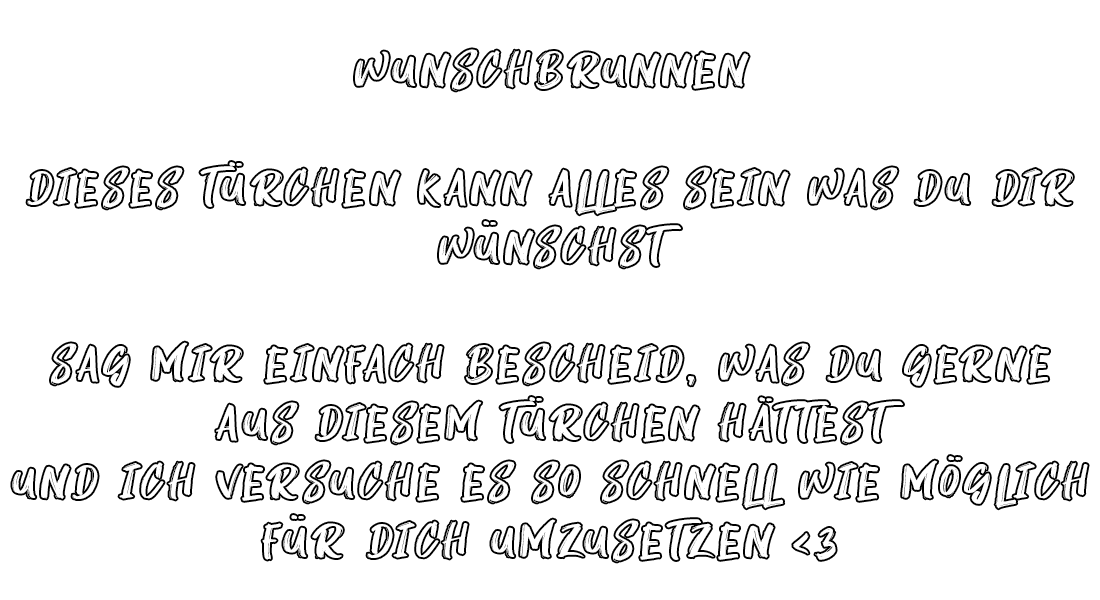 WUNSCHBRUNNEN
DIESES TÜRCHEN KANN ALLES SEIN WAS DU DIR
WÜNSCHST
SAG MIR EINFACH BESCHEID, WAS DU GERNE
AUS DIESEM TÜRCHEN HÄTTEST
UND ICH VERSUCHE ES SO SCHNELL WIE MÖGLICH
FÜR DICH UMZUSETZEN <3